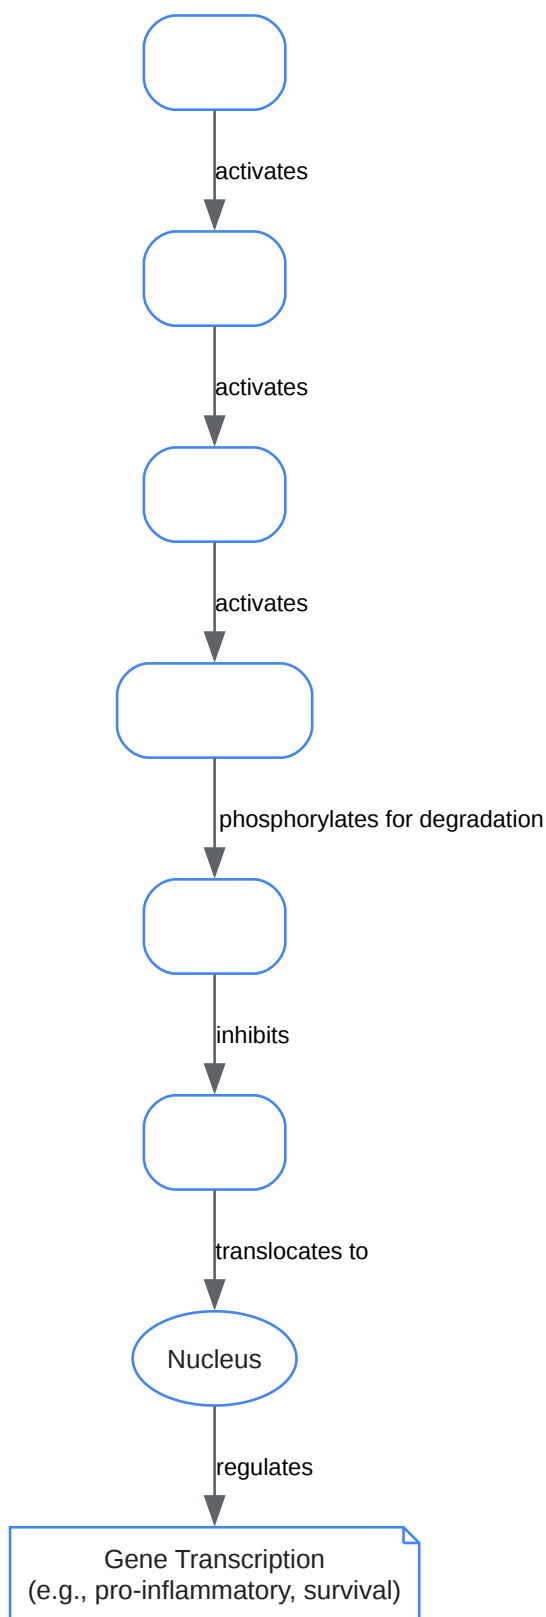 activates
activates
activates
phosphorylates for degradation
inhibits
translocates to
Nucleus
regulates
Gene Transcription
(e.g., pro-inflammatory, survival)